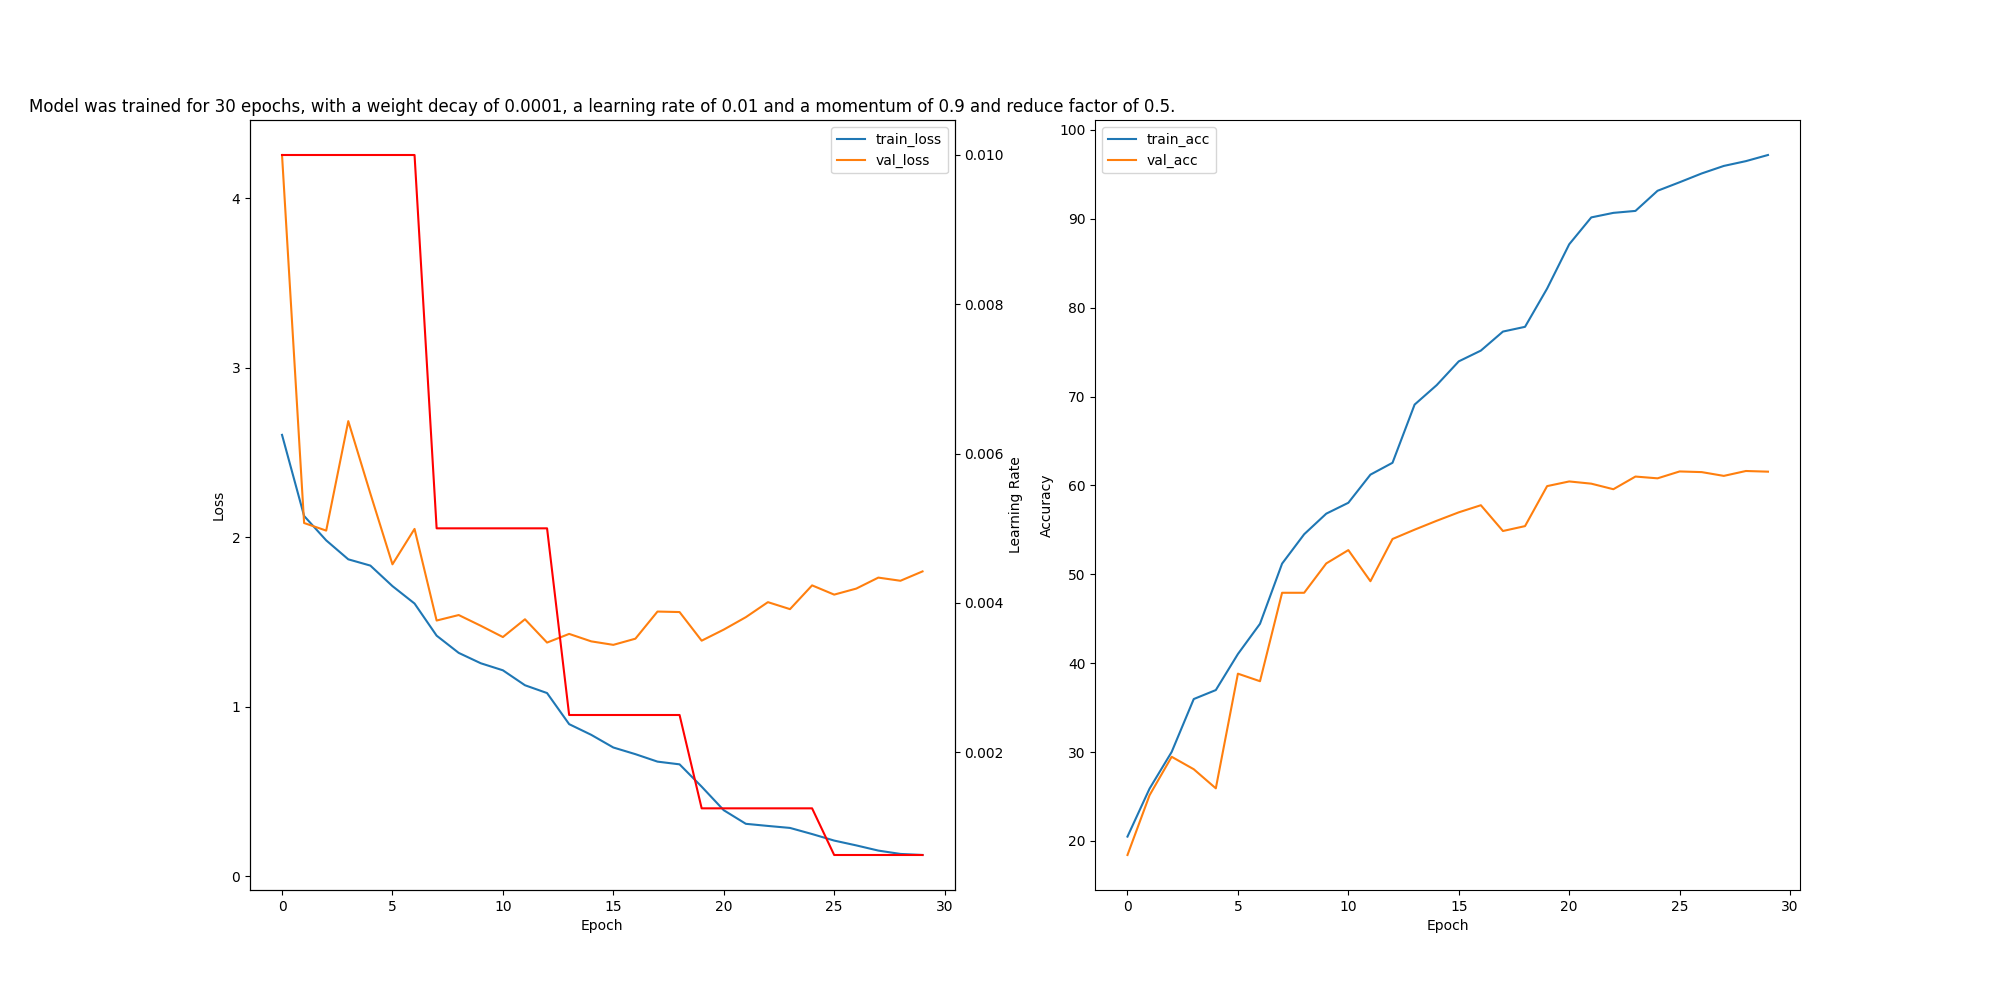 Model was trained for 30 epochs, with a weight decay of 0.0001, a learning rate of 0.01 and a momentum of 0.9 and reduce factor of 0.5.
train_loss
val_loss
4
3
2
1
0
Loss
0 5 10 15 20 25 30
Epoch
0.010
0.008
0.006
0.004
0.002
Learning Rate
train_acc
val_acc
100
90
80
70
60
50
40
30
20
Accuracy
0 5 10 15 20 25 30
Epoch